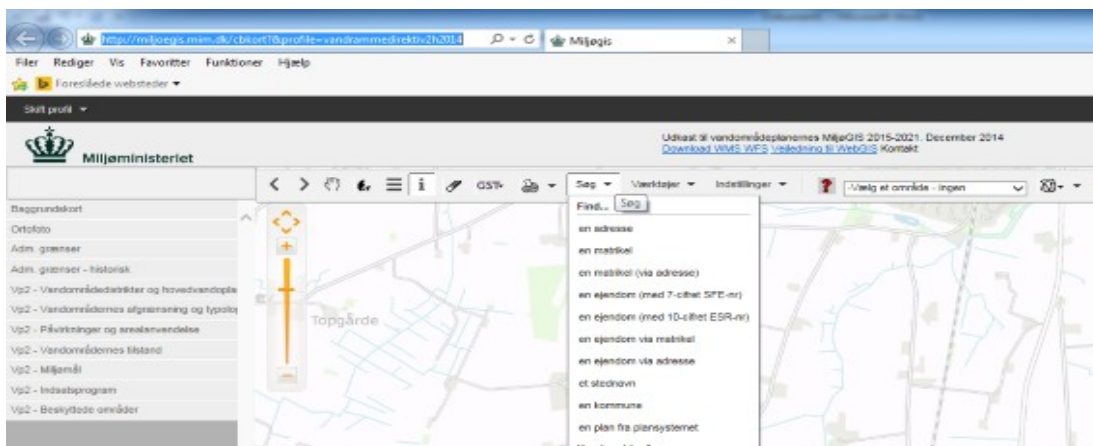 http://miljoegis.mim.dk/cbkort?&profile=vandrammedirektiv2h2014
Miljøgis
Filer Rediger Vis Favoritter Funktioner Hjælp
Foreslåede websteder
Skift profil
Miljøministeriet
Udkast til vandområdeplanernes MiljøGIS 2015-2021. December 2014
Download WMS WFS Vejledning til WebGIS Kontakt
GST
Søg Værktøjer Indstillinger ? -Vælg et område - Ingen
Søg
Find...
Baggrundskort
Ortofoto
Adm. grænser
Adm. grænser - historisk
Vp2 - Vandområdedistrikter og hovedvandopla
Vp2 - Vandområdernes afgrænsning og typolog
Vp2 - Påvirkninger og arealanvendelse
Vp2 - Vandområdernes tilstand
Vp2 - Miljømål
Vp2 - Indsatsprogram
Vp2 - Beskyttede områder
Topgårde
en adresse
en matrikel
en matrikel (via adresse)
en ejendom (med 7-cifret SFE-nr)
en ejendom (med 10-cifret ESR-nr)
en ejendom via matrikel
en ejendom via adresse
et stednavn
en kommune
en plan fra plansystemet